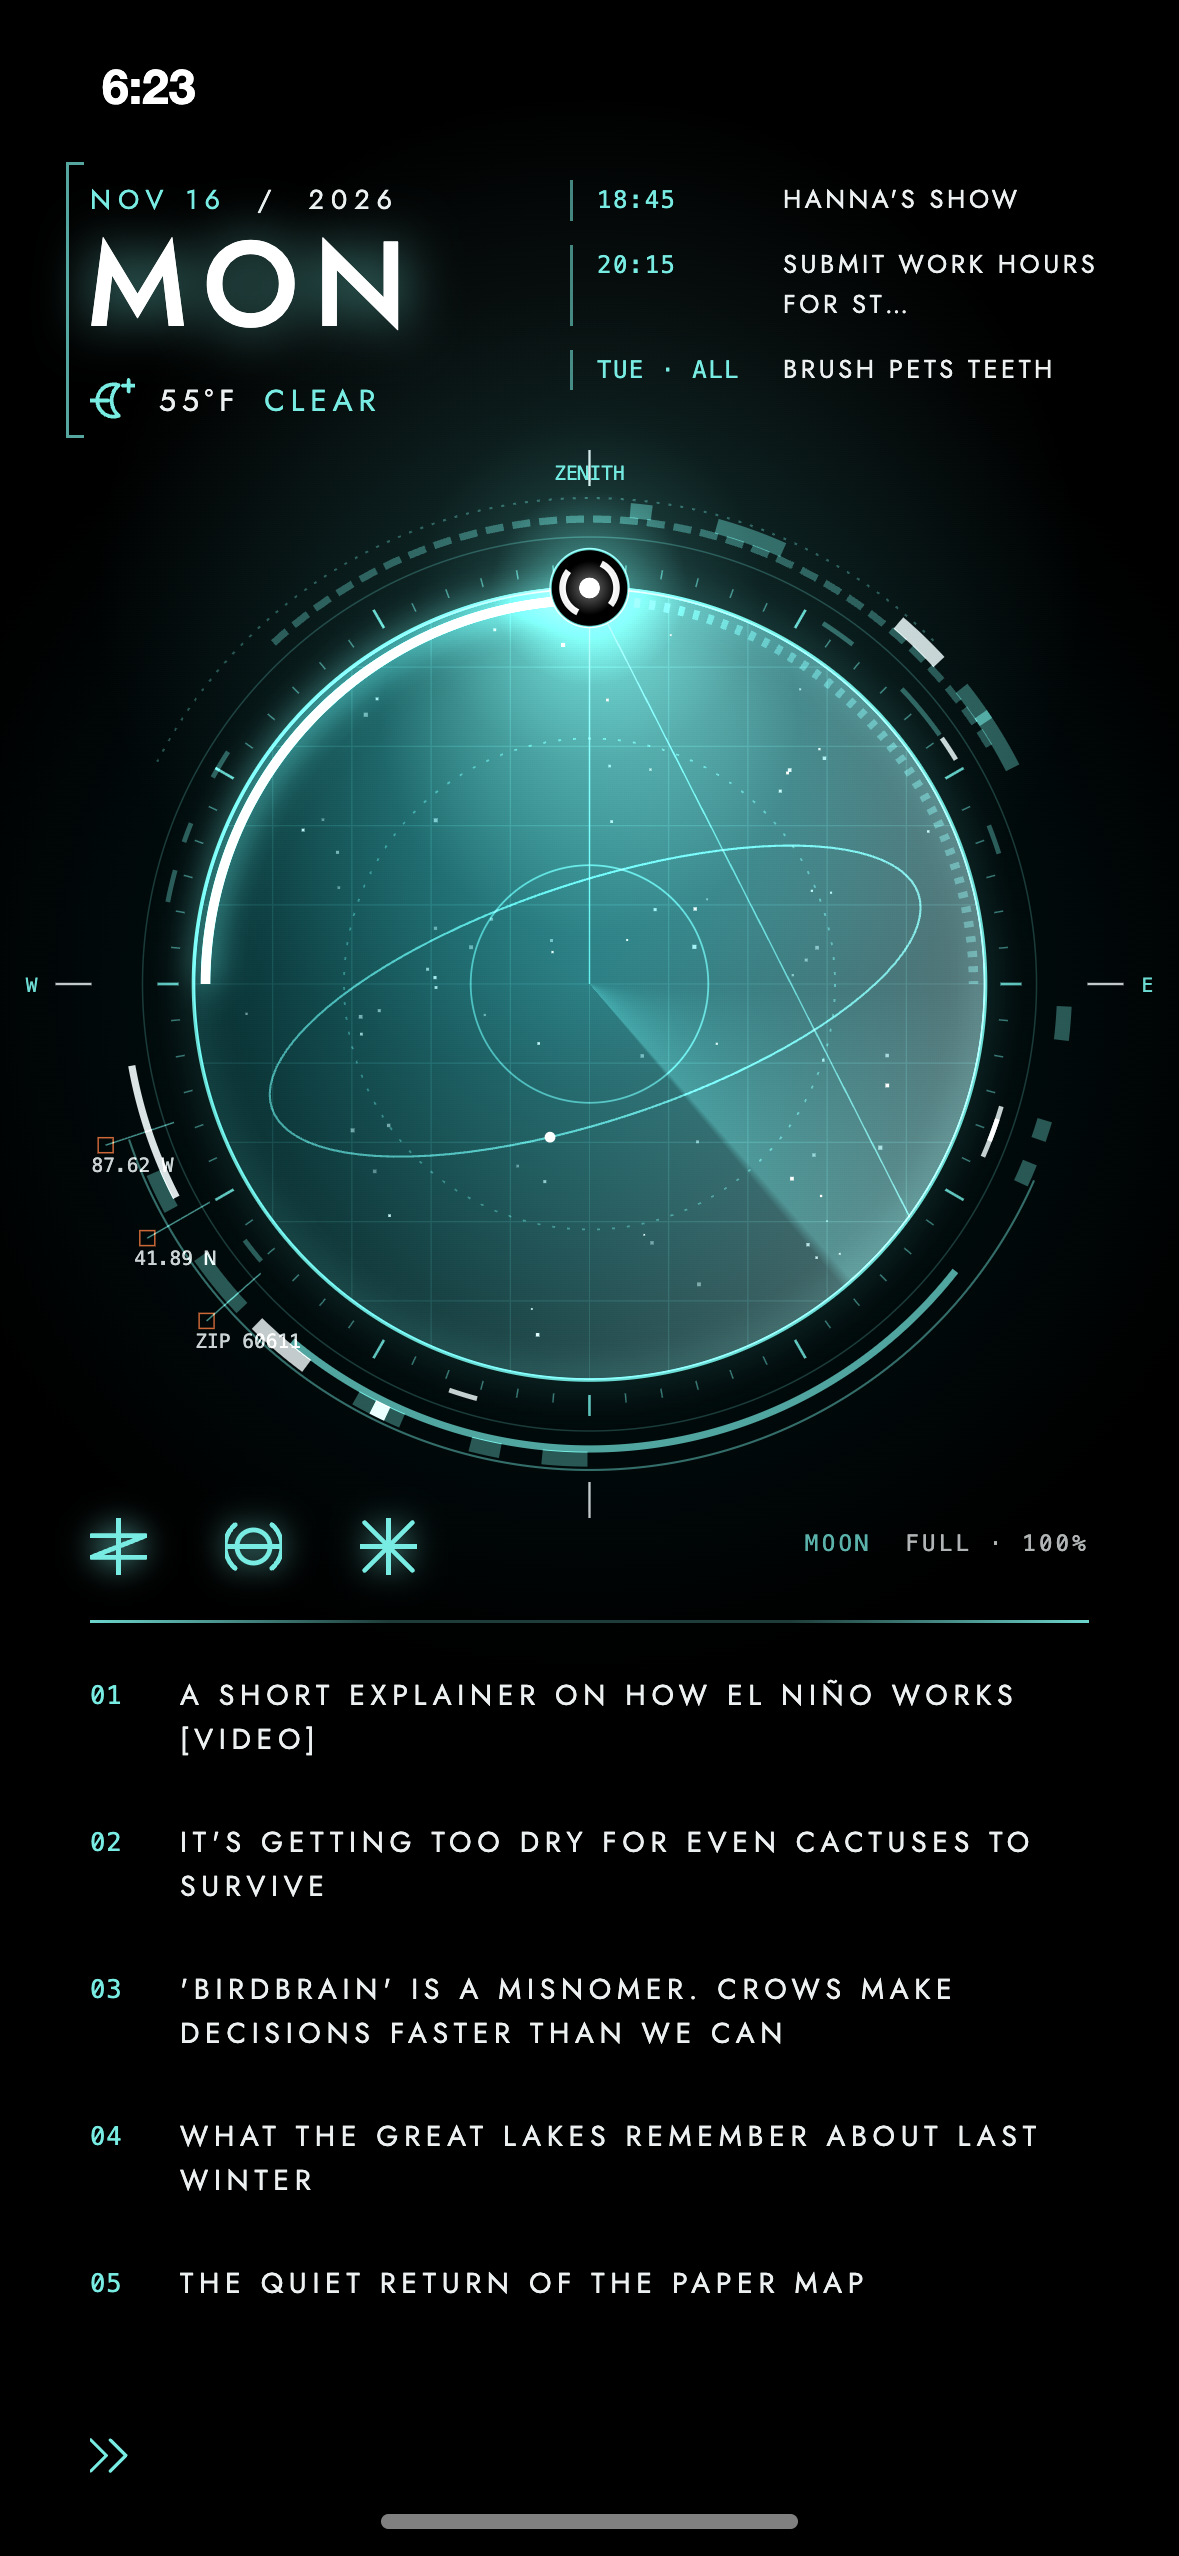 6:23
NOV 16 / 2026
MON
55°F CLEAR
18:45 HANNA'S SHOW
20:15 SUBMIT WORK HOURS
FOR ST...
TUE · ALL BRUSH PETS TEETH
ZENITH
W
E
87.62 W
41.89 N
ZIP 60611
MOON FULL · 100%
01 A SHORT EXPLAINER ON HOW EL NIÑO WORKS
[VIDEO]
02 IT'S GETTING TOO DRY FOR EVEN CACTUSES TO
SURVIVE
03 'BIRDBRAIN' IS A MISNOMER. CROWS MAKE
DECISIONS FASTER THAN WE CAN
04 WHAT THE GREAT LAKES REMEMBER ABOUT LAST
WINTER
05 THE QUIET RETURN OF THE PAPER MAP